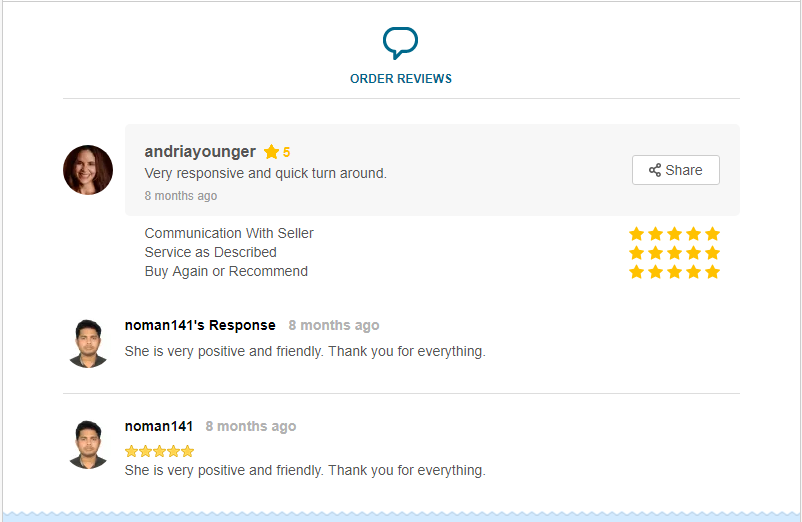 ORDER REVIEWS
andriayounger 5
Very responsive and quick turn around.
8 months ago
Share
Communication With Seller
Service as Described
Buy Again or Recommend
noman141's Response 8 months ago
She is very positive and friendly. Thank you for everything.
noman141 8 months ago
She is very positive and friendly. Thank you for everything.